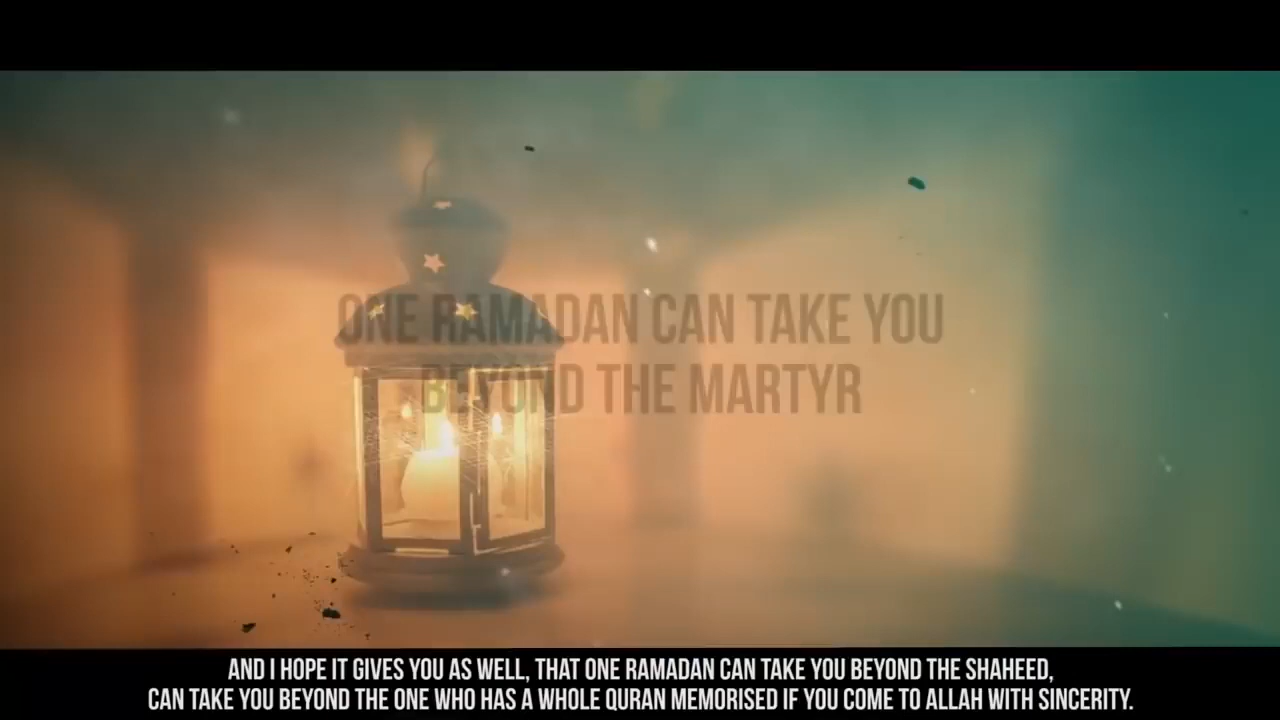 ONE RAMADAN CAN TAKE YOU
BEYOND THE MARTYR
AND I HOPE IT GIVES YOU AS WELL, THAT ONE RAMADAN CAN TAKE YOU BEYOND THE SHAHEED,
CAN TAKE YOU BEYOND THE ONE WHO HAS A WHOLE QURAN MEMORISED IF YOU COME TO ALLAH WITH SINCERITY.